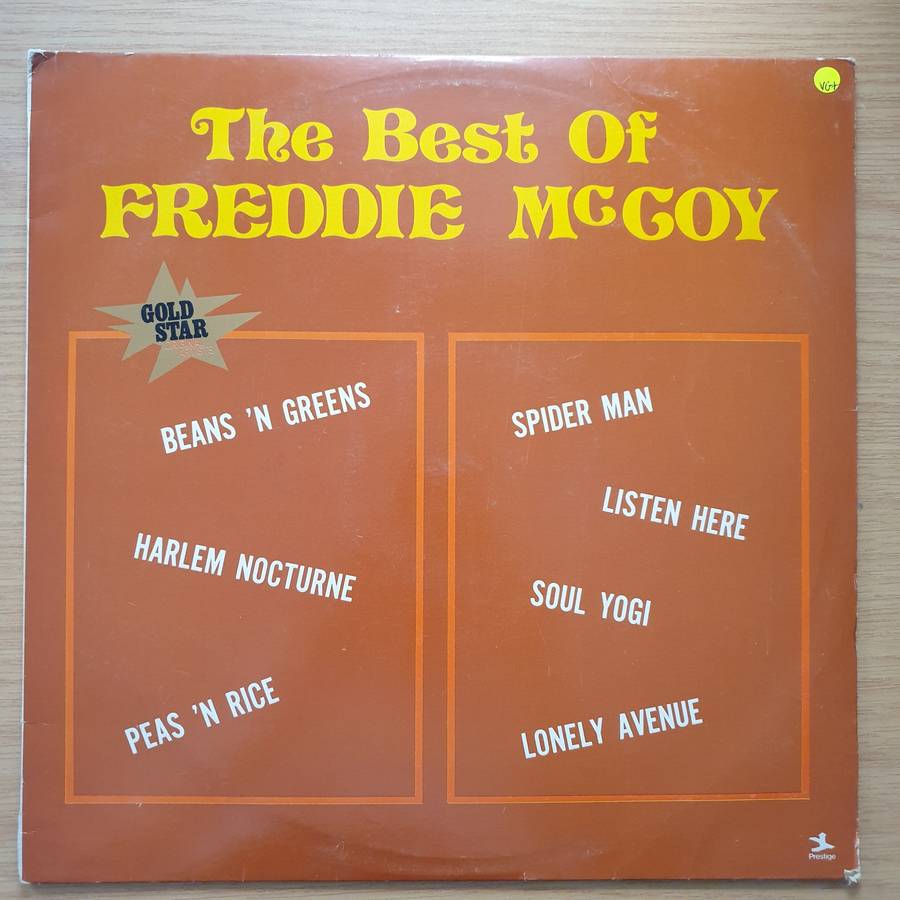 VG+
The Best Of
FREDDIE McCOY
GOLD
STAR
BEANS 'N GREENS
HARLEM NOCTURNE
PEAS 'N RICE
SPIDER MAN
LISTEN HERE
SOUL YOGI
LONELY AVENUE
Prestige